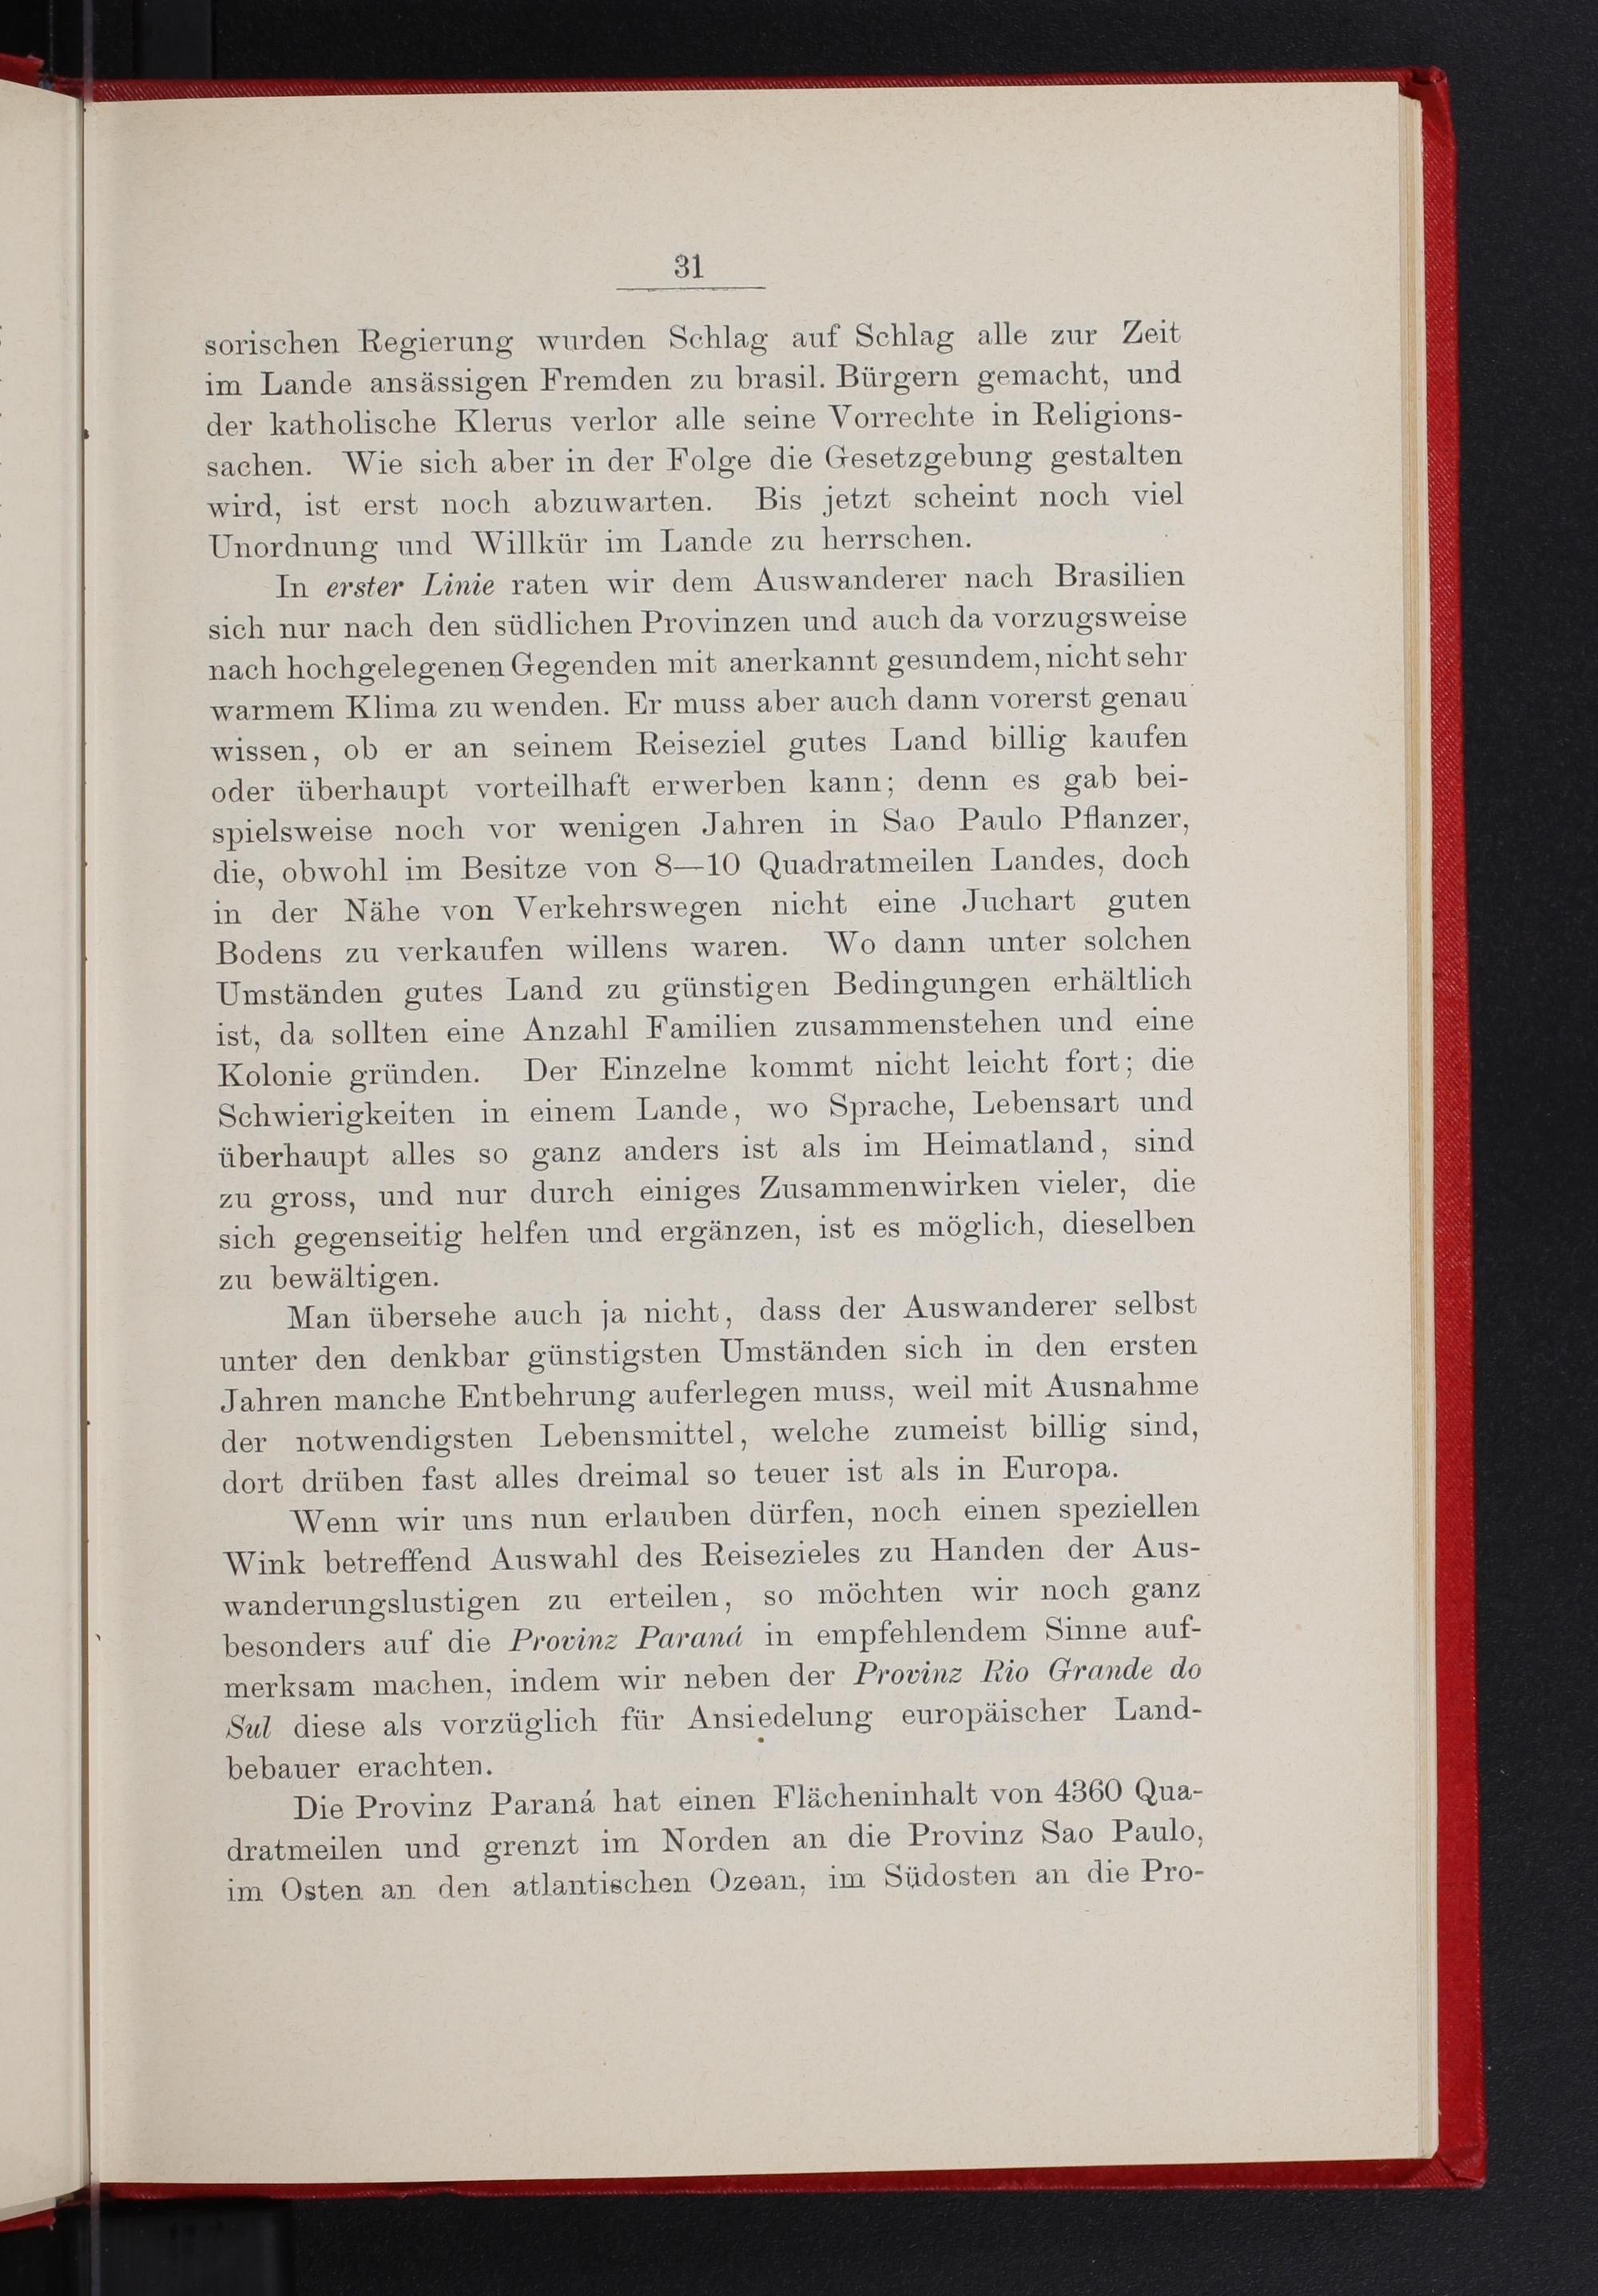 31
sorischen Regierung wurden Schlag auf Schlag alle zur Zeit
im Lande ansässigen Fremden zu brasil. Bürgern gemacht, und
der katholische Klerus verlor alle seine Vorrechte in Religions-
sachen. Wie sich aber in der Folge die Gesetzgebung gestalten
wird, ist erst noch abzuwarten. Bis jetzt scheint noch viel
Unordnung und Willkür im Lande zu herrschen.
In erster Linie raten wir dem Auswanderer nach Brasilien
sich nur nach den südlichen Provinzen und auch da vorzugsweise
nach hochgelegenen Gegenden mit anerkannt gesundem, nicht sehr
warmem Klima zu wenden. Er muss aber auch dann vorerst genau
wissen, ob er an seinem Reiseziel gutes Land billig kaufen
oder überhaupt vorteilhaft erwerben kann; denn es gab bei-
spielsweise noch vor wenigen Jahren in Sao Paulo Pflanzer,
die, obwohl im Besitze von 8—10 Quadratmeilen Landes, doch
in der Nähe von Verkehrswegen nicht eine Juchart guten
Bodens zu verkaufen willens waren. Wo dann unter solchen
Umständen gutes Land zu günstigen Bedingungen erhältlich
ist, da sollten eine Anzahl Familien zusammenstehen und eine
Kolonie gründen. Der Einzelne kommt nicht leicht fort; die
Schwierigkeiten in einem Lande, wo Sprache, Lebensart und
überhaupt alles so ganz anders ist als im Heimatland, sind
zu gross, und nur durch einiges Zusammenwirken vieler, die
sich gegenseitig helfen und ergänzen, ist es möglich, dieselben
zu bewältigen.
Man übersehe auch ja nicht, dass der Auswanderer selbst
unter den denkbar günstigsten Umständen sich in den ersten
Jahren manche Entbehrung auferlegen muss, weil mit Ausnahme
der notwendigsten Lebensmittel, welche zumeist billig sind,
dort drüben fast alles dreimal so teuer ist als in Europa.
Wenn wir uns nun erlauben dürfen, noch einen speziellen
Wink betreffend Auswahl des Reisezieles zu Handen der Aus-
wanderungslustigen zu erteilen, so möchten wir noch ganz
besonders auf die Provinz Paraná in empfehlendem Sinne auf-
merksam machen, indem wir neben der Provinz Rio Grande do
Sul diese als vorzüglich für Ansiedelung europäischer Land-
bebauer erachten.
Die Provinz Paraná hat einen Flächeninhalt von 4360 Qua-
dratmeilen und grenzt im Norden an die Provinz Sao Paulo,
im Osten an den atlantischen Ozean, im Südosten an die Pro-